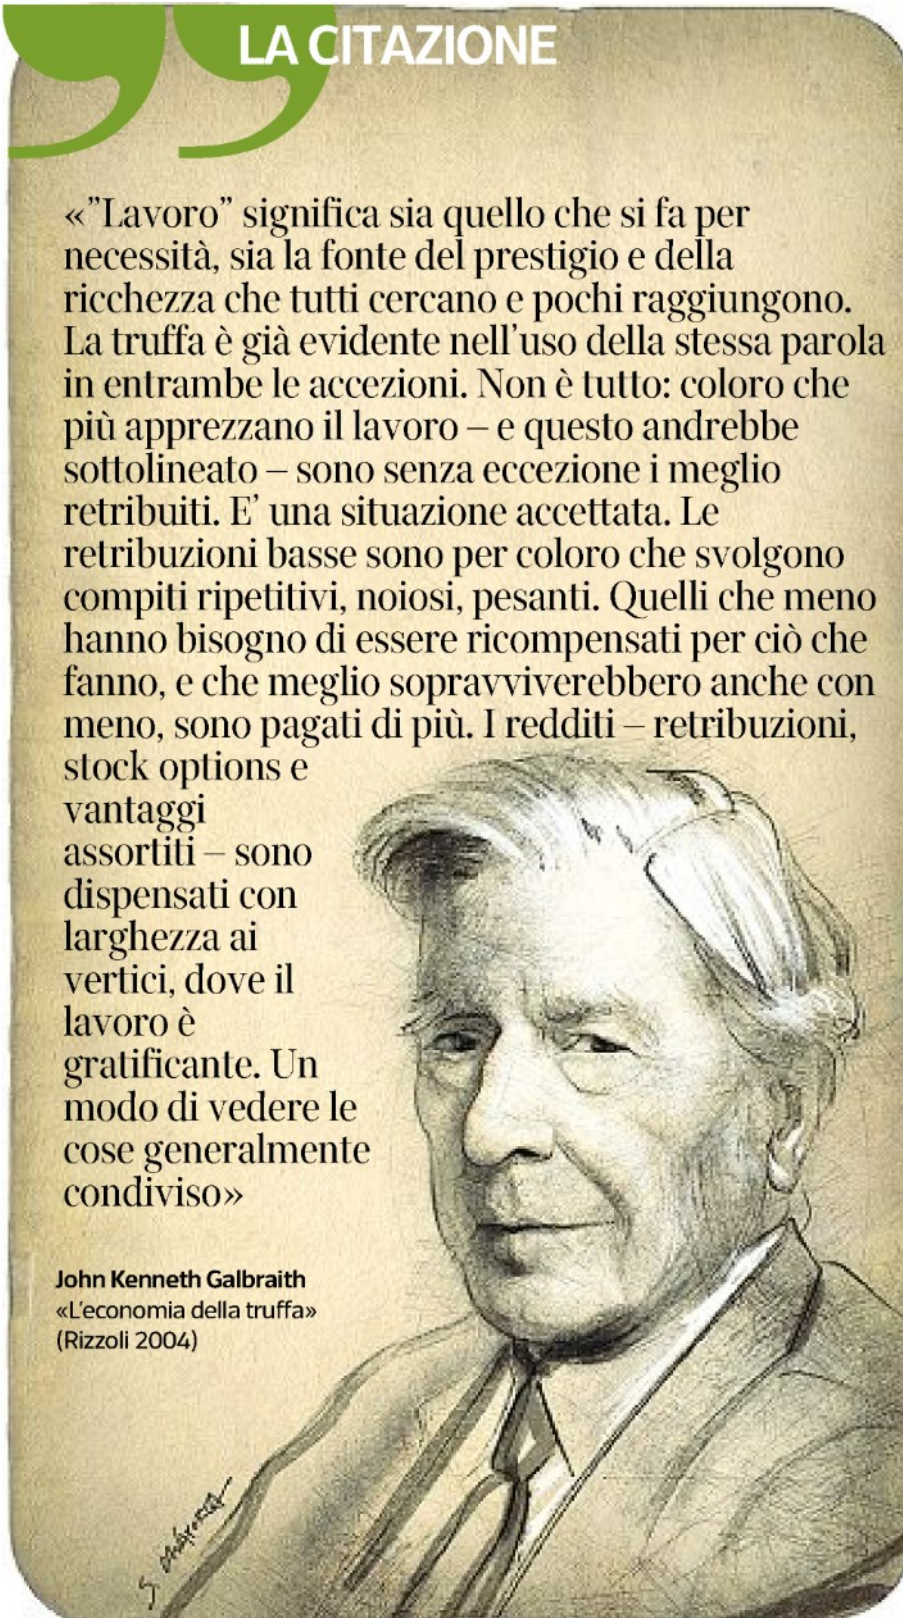 LA CITAZIONE
«”Lavoro” significa sia quello che si fa per
necessità, sia la fonte del prestigio e della
ricchezza che tutti cercano e pochi raggiungono.
La truffa è già evidente nell'uso della stessa parola
in entrambe le accezioni. Non è tutto: coloro che
più apprezzano il lavoro – e questo andrebbe
sottolineato – sono senza eccezione i meglio
retribuiti. E’ una situazione accettata. Le
retribuzioni basse sono per coloro che svolgono
compiti ripetitivi, noiosi, pesanti. Quelli che meno
hanno bisogno di essere ricompensati per ciò che
fanno, e che meglio sopravviverebbero anche con
meno, sono pagati di più. I redditi – retribuzioni,
stock options e
vantaggi
assortiti – sono
dispensati con
larghezza ai
vertici, dove il
lavoro è
gratificante. Un
modo di vedere le
cose generalmente
condiviso»
John Kenneth Galbraith
«L'economia della truffa»
(Rizzoli 2004)